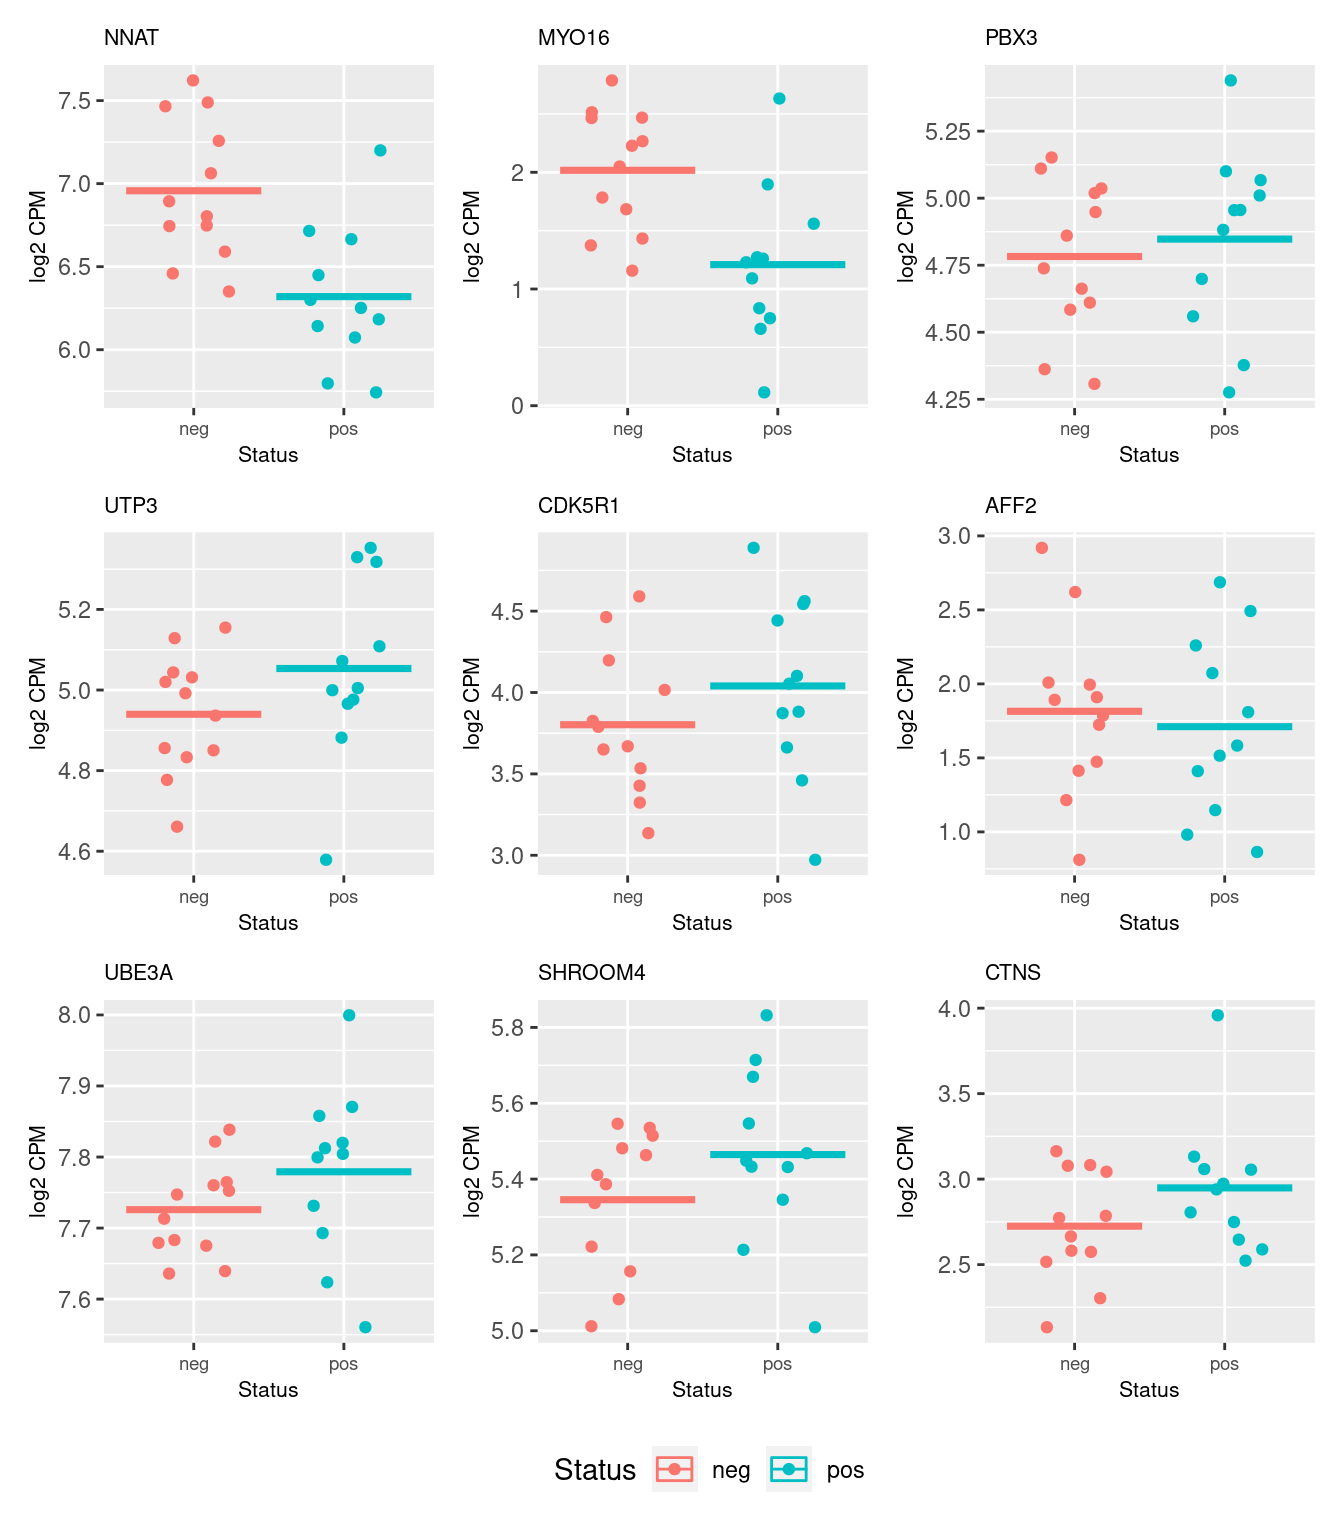 NNAT
MYO16
PBX3
log2 CPM
7.5
7.0
6.5
6.0
neg
pos
Status
log2 CPM
2
1
0
neg
pos
Status
log2 CPM
5.25
5.00
4.75
4.50
4.25
neg
pos
Status
UTP3
CDK5R1
AFF2
log2 CPM
5.2
5.0
4.8
4.6
neg
pos
Status
log2 CPM
4.5
4.0
3.5
3.0
neg
pos
Status
log2 CPM
3.0
2.5
2.0
1.5
1.0
neg
pos
Status
UBE3A
SHROOM4
CTNS
log2 CPM
8.0
7.9
7.8
7.7
7.6
neg
pos
Status
log2 CPM
5.8
5.6
5.4
5.2
5.0
neg
pos
Status
log2 CPM
4.0
3.5
3.0
2.5
neg
pos
Status
Status neg pos